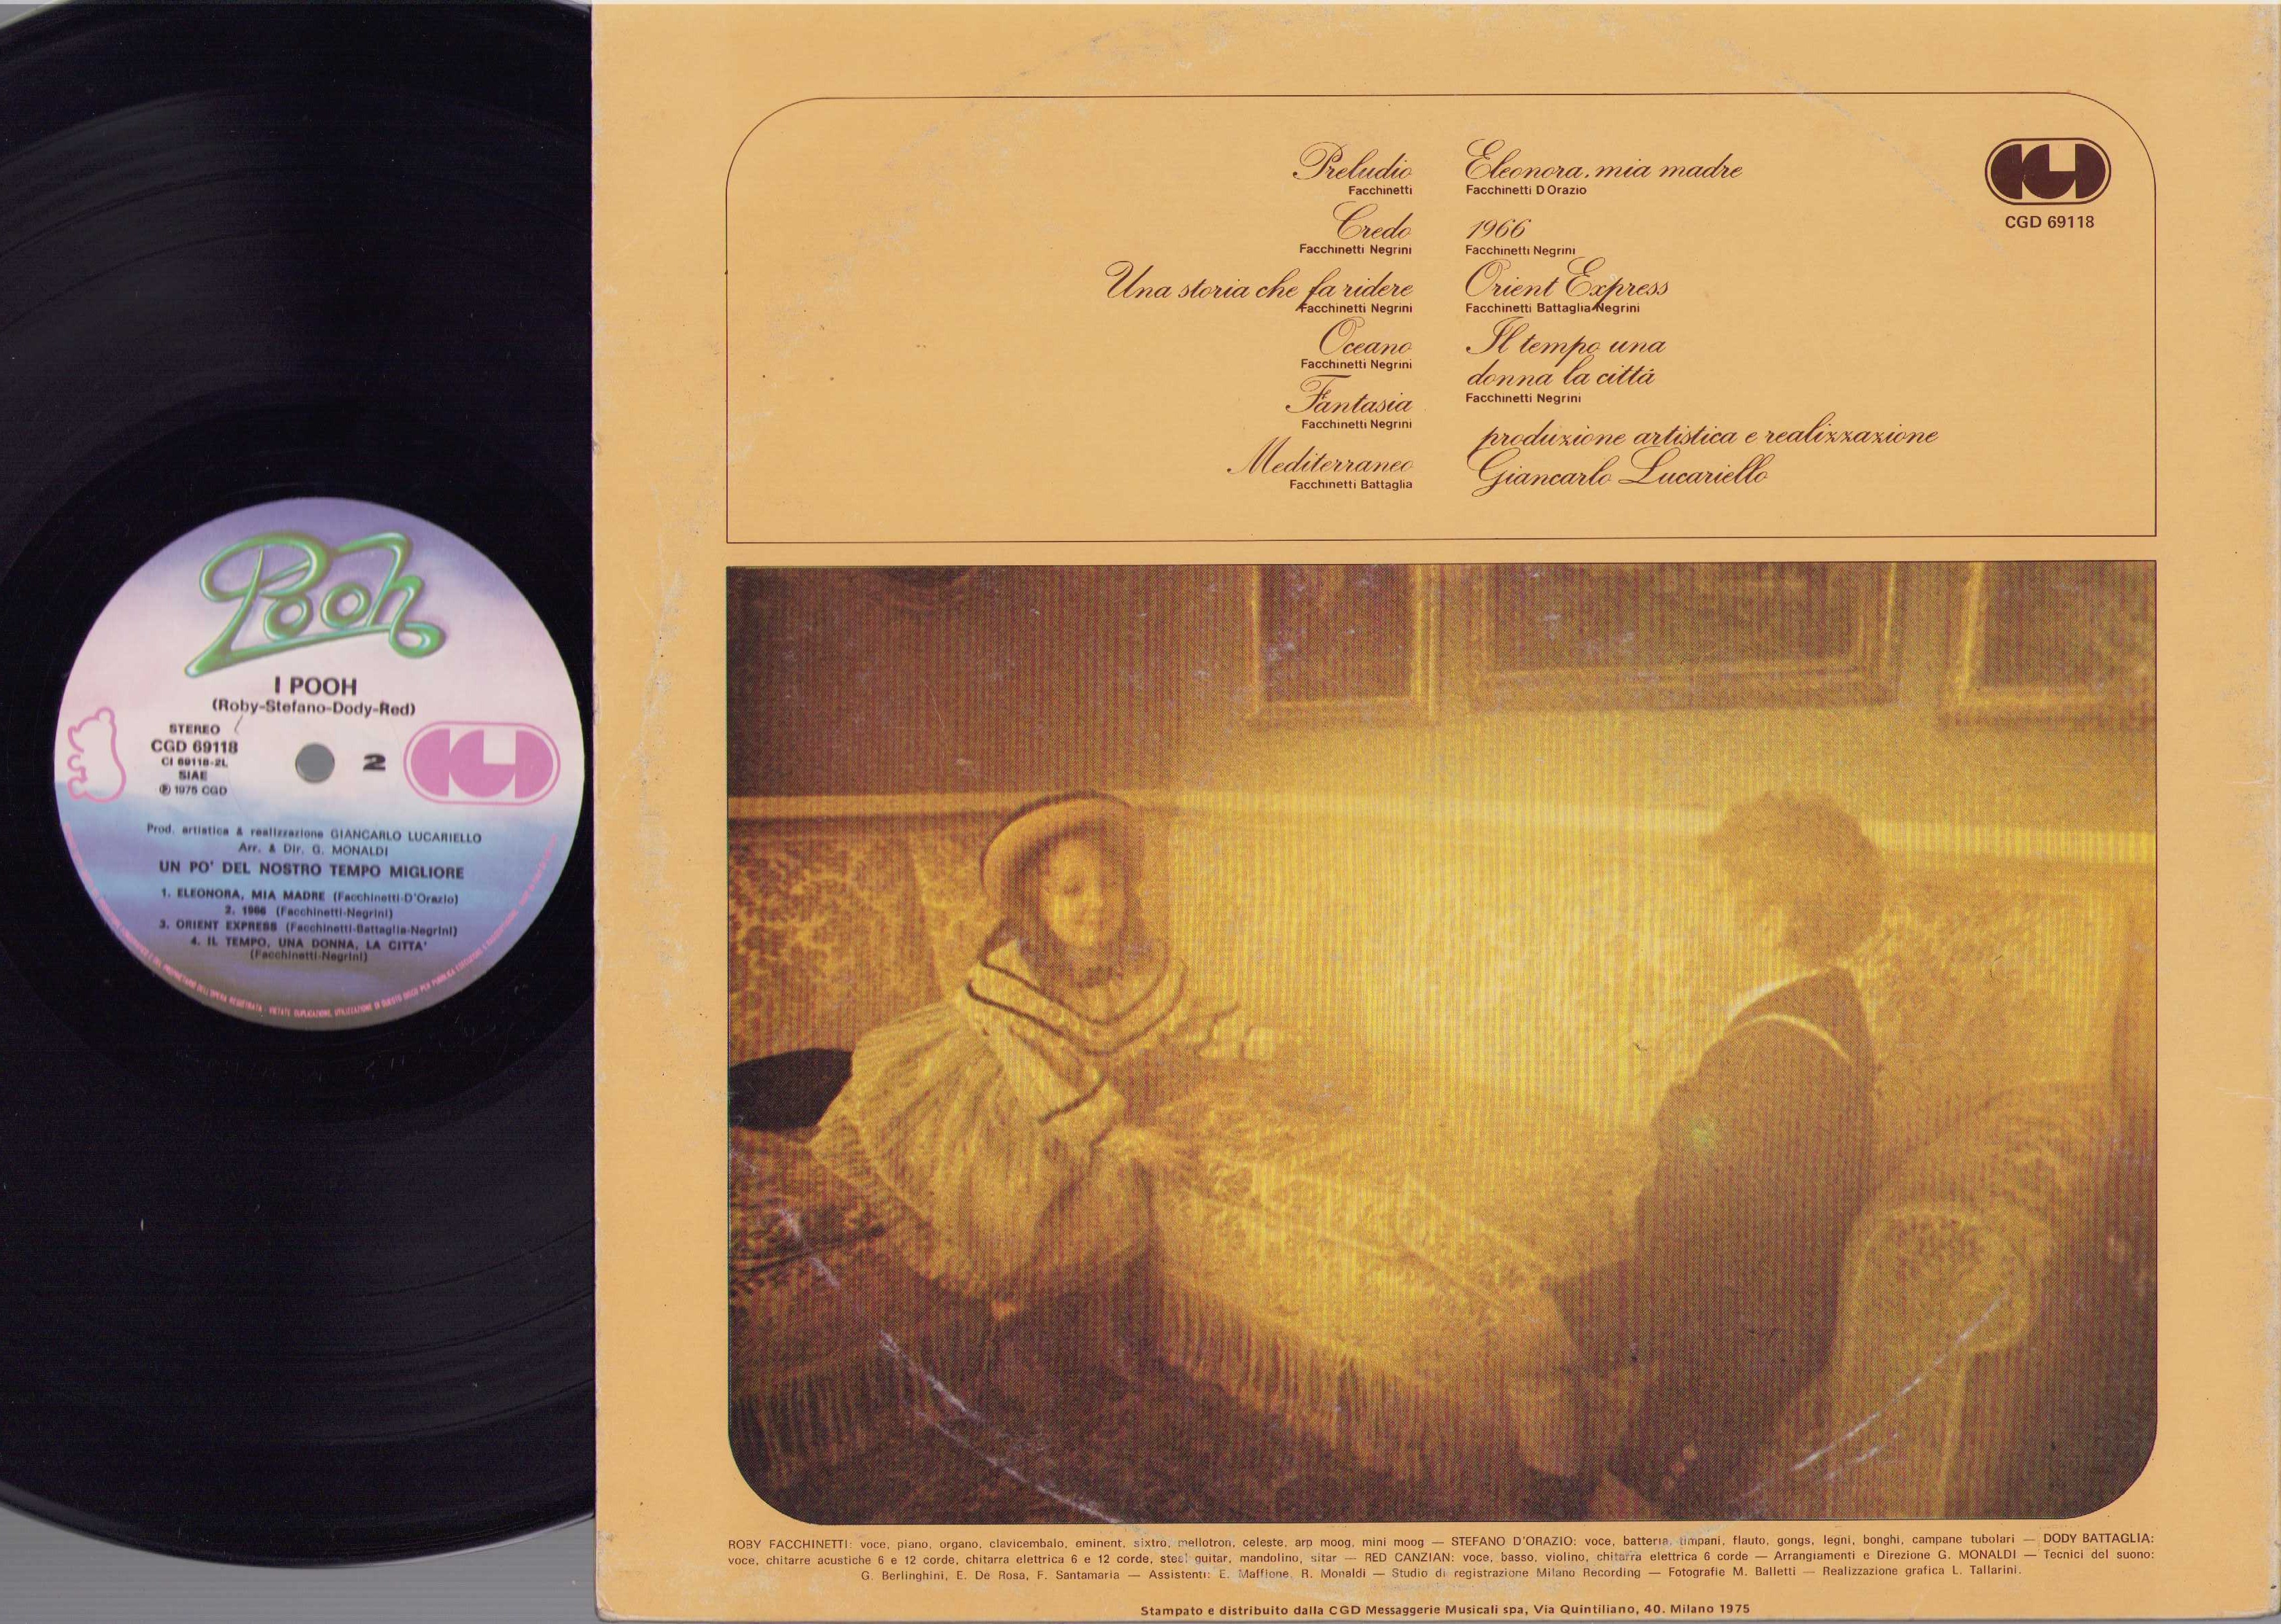 Pooh
I POOH
(Roby-Stefano-Dody-Red)
STEREO
CGD 69118
CI 69118-2L
SIAE
℗ 1975 CGD
2
Prod. artistica & realizzazione GIANCARLO LUCARIELLO
Arr. & Dir. G. MONALDI
UN PO' DEL NOSTRO TEMPO MIGLIORE
1. ELEONORA, MIA MADRE (Facchinetti-D'Orazio)
2. 1966 (Facchinetti-Negrini)
3. ORIENT EXPRESS (Facchinetti-Battaglia-Negrini)
4. IL TEMPO, UNA DONNA, LA CITTA'
(Facchinetti-Negrini)
Preludio
Facchinetti
Credo
Facchinetti Negrini
Una storia che fa ridere
Facchinetti Negrini
Oceano
Facchinetti Negrini
Fantasia
Facchinetti Negrini
Mediterraneo
Facchinetti Battaglia
Eleonora, mia madre
Facchinetti D'Orazio
1966
Facchinetti Negrini
Orient Express
Facchinetti Battaglia Negrini
Il tempo una
donna la città
Facchinetti Negrini
produzione artistica e realizzazione
Giancarlo Lucariello
CGD 69118
ROBY FACCHINETTI: voce, piano, organo, clavicembalo, eminent, sixtro, mellotron, celeste, arp moog, mini moog — STEFANO D'ORAZIO: voce, batteria, timpani, flauto, gongs, legni, bonghi, campane tubolari — DODY BATTAGLIA:
voce, chitarre acustiche 6 e 12 corde, chitarra elettrica 6 e 12 corde, steel guitar, mandolino, sitar — RED CANZIAN: voce, basso, violino, chitarra elettrica 6 corde — Arrangiamenti e Direzione G. MONALDI — Tecnici del suono:
G. Berlinghini, E. De Rosa, F. Santamaria — Assistenti: E. Maffione, R. Monaldi — Studio di registrazione Milano Recording — Fotografie M. Balletti — Realizzazione grafica L. Tallarini.
Stampato e distribuito dalla CGD Messaggerie Musicali spa, Via Quintiliano, 40. Milano 1975